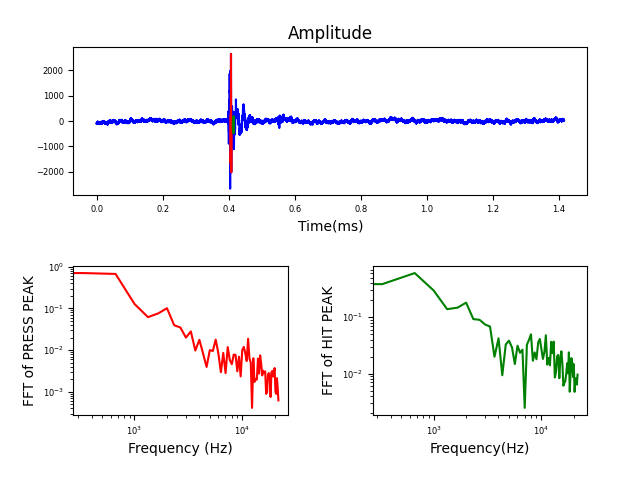 Amplitude
2000
1000
0
−1000
−2000
0.0 0.2 0.4 0.6 0.8 1.0 1.2 1.4
Time(ms)
FFT of PRESS PEAK
10⁰
10⁻¹
10⁻²
10⁻³
10³ 10⁴
Frequency (Hz)
FFT of HIT PEAK
10⁻¹
10⁻²
10³ 10⁴
Frequency(Hz)